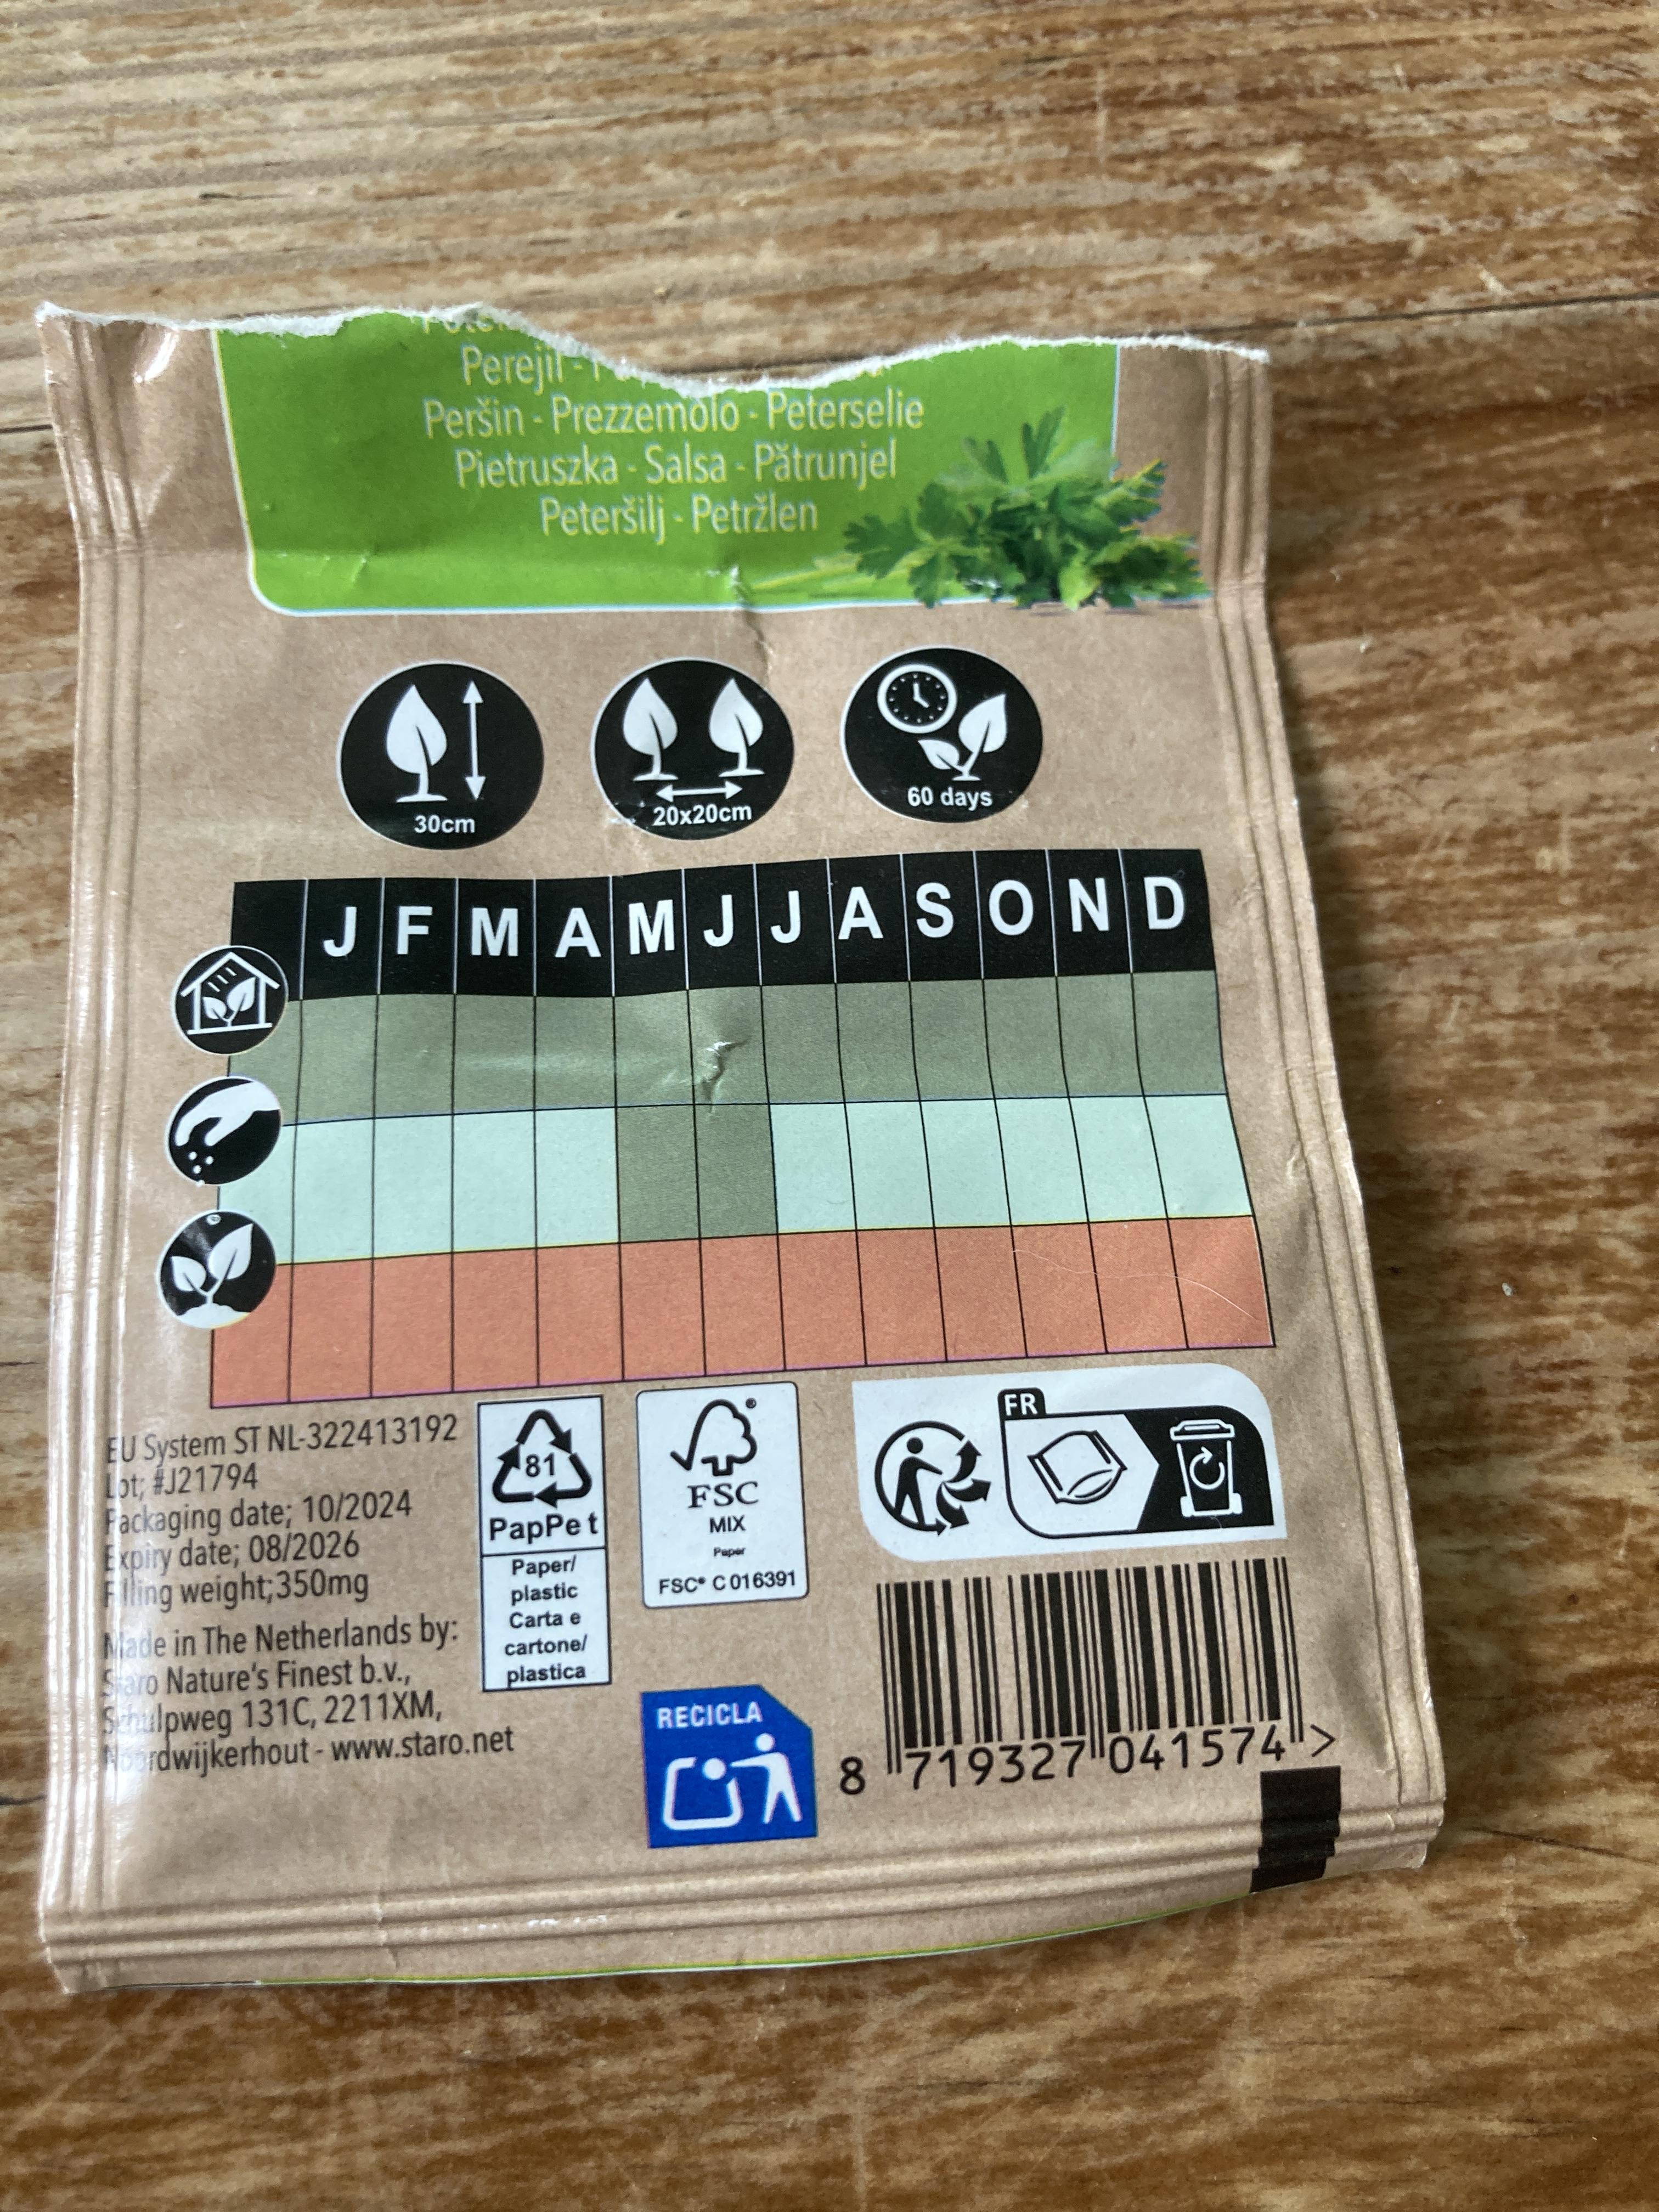 Perejil -
Peršin - Prezzemolo - Peterselie
Pietruszka - Salsa - Pătrunjel
Peteršilj - Petržlen
30cm
20x20cm
60 days
J F M A M J J A S O N D
EU System ST NL-322413192
Lot; #J21794
Packaging date; 10/2024
Expiry date; 08/2026
Filling weight;350mg
Made in The Netherlands by:
Staro Nature's Finest b.v.,
Schulpweg 131C, 2211XM,
Noordwijkerhout - www.staro.net
81
PapPet
Paper/
plastic
Carta e
cartone/
plastica
FSC
MIX
Paper
FSC® C016391
FR
RECICLA
8 719327 041574 >